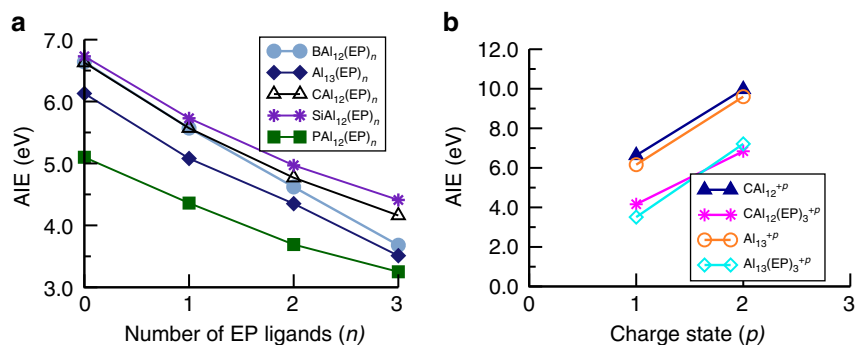 a
7.0
6.0
5.0
4.0
3.0
AIE (eV)
0
1
2
3
Number of EP ligands (n)
BAl₁₂(EP)ₙ
Al₁₃(EP)ₙ
CAl₁₂(EP)ₙ
SiAl₁₂(EP)ₙ
PAl₁₂(EP)ₙ
b
12.0
10.0
8.0
6.0
4.0
2.0
0.0
AIE (eV)
0
1
2
3
Charge state (p)
CAl₁₂⁺ᵖ
CAl₁₂(EP)₃⁺ᵖ
Al₁₃⁺ᵖ
Al₁₃(EP)₃⁺ᵖ